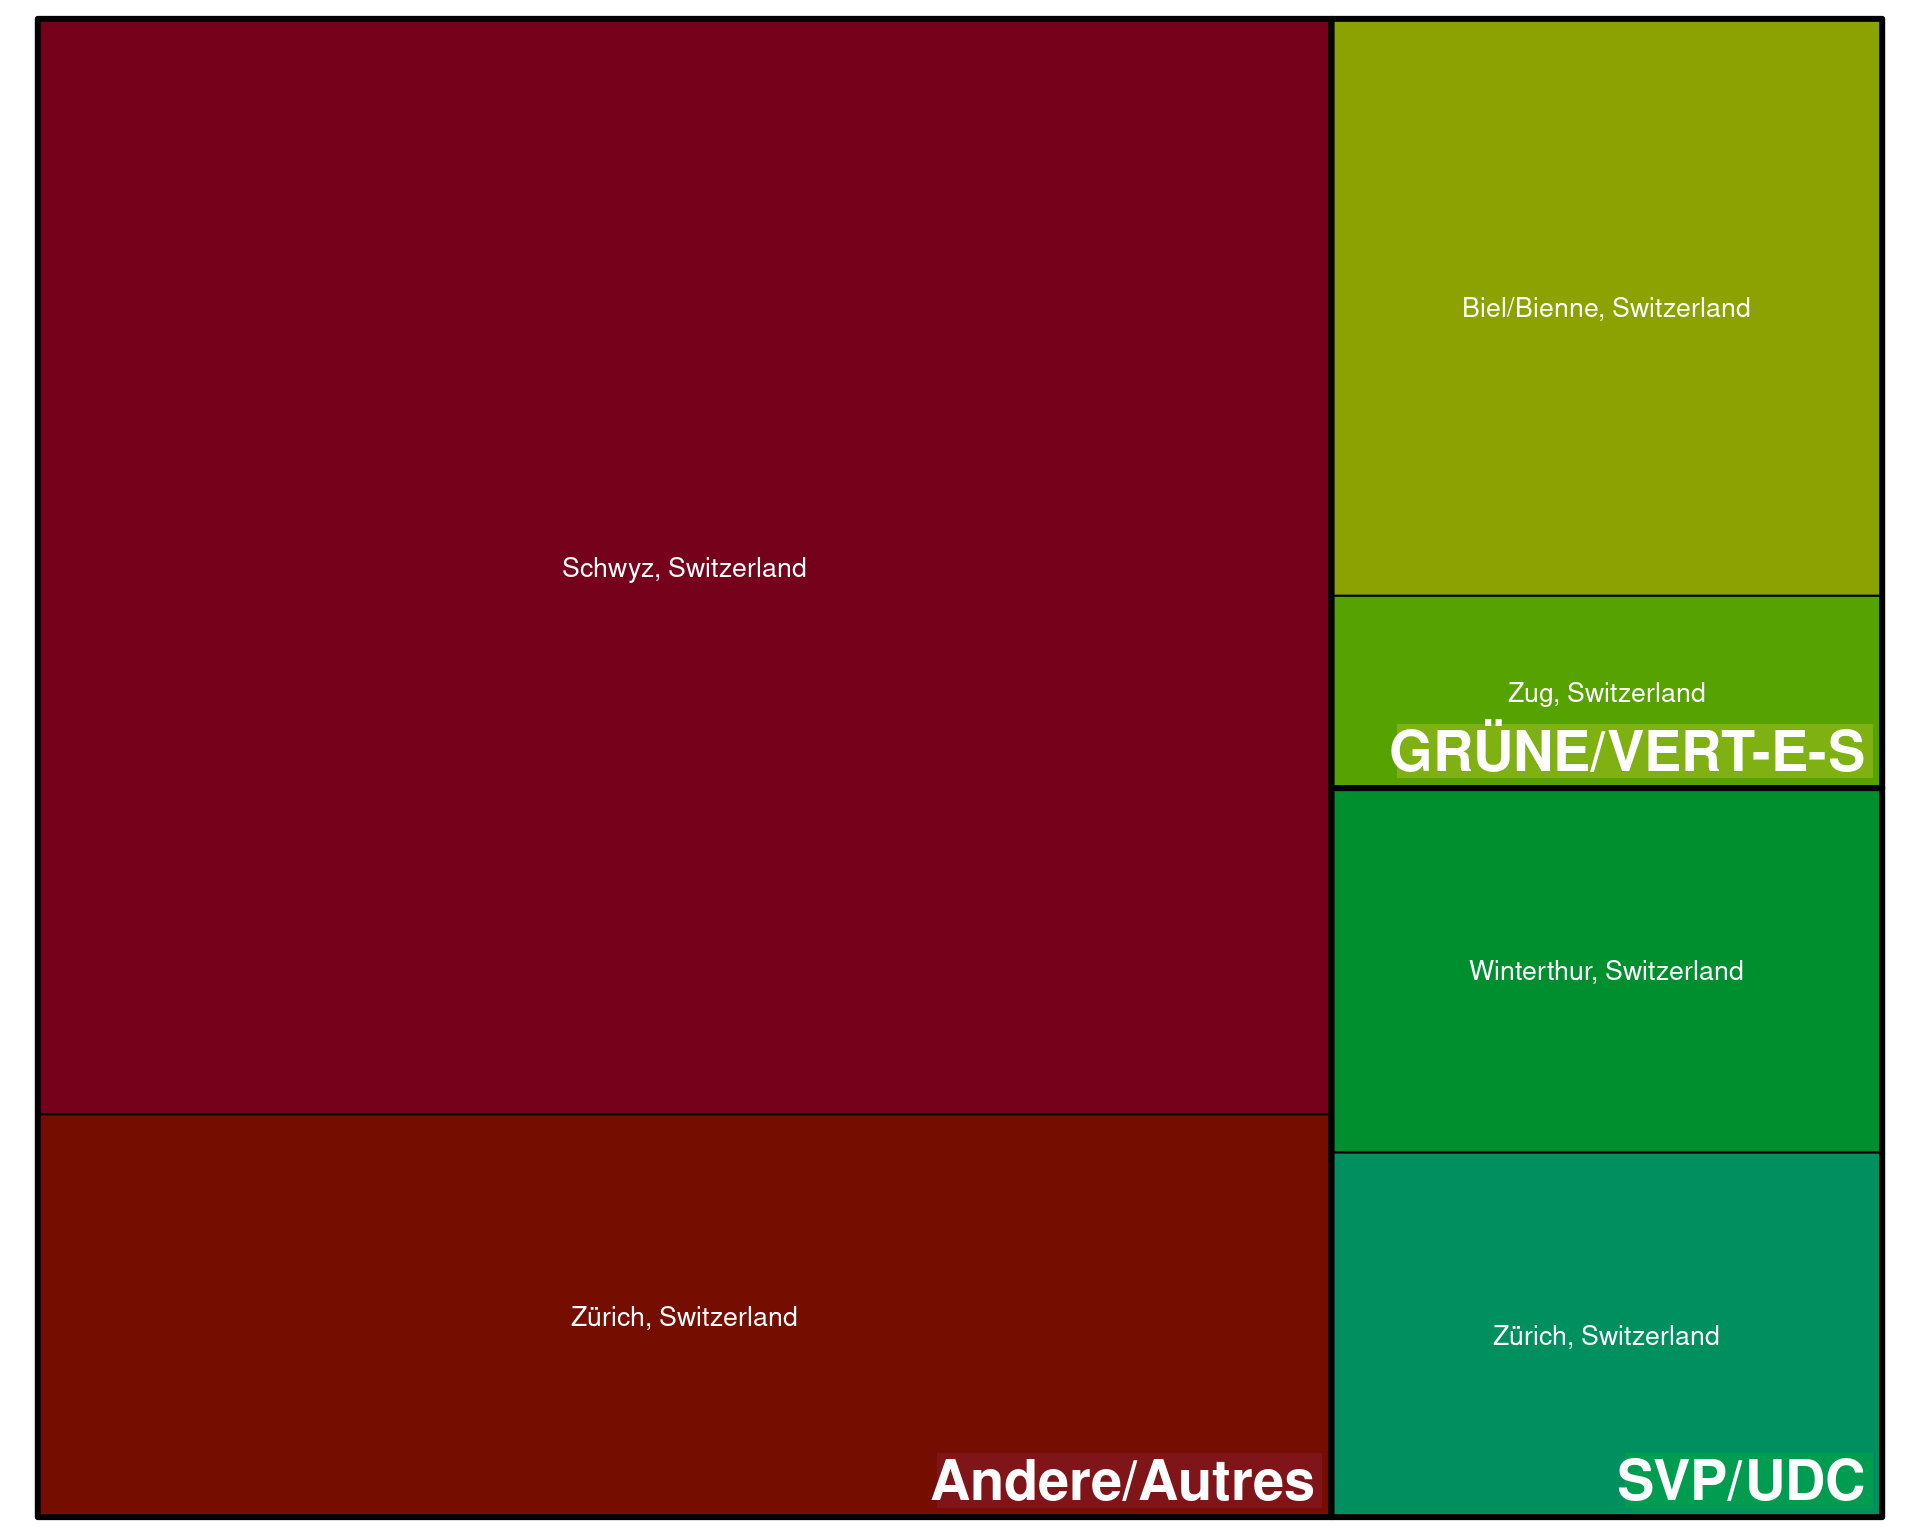 Schwyz, Switzerland
Zürich, Switzerland
Andere/Autres
Biel/Bienne, Switzerland
Zug, Switzerland
GRÜNE/VERT-E-S
Winterthur, Switzerland
Zürich, Switzerland
SVP/UDC